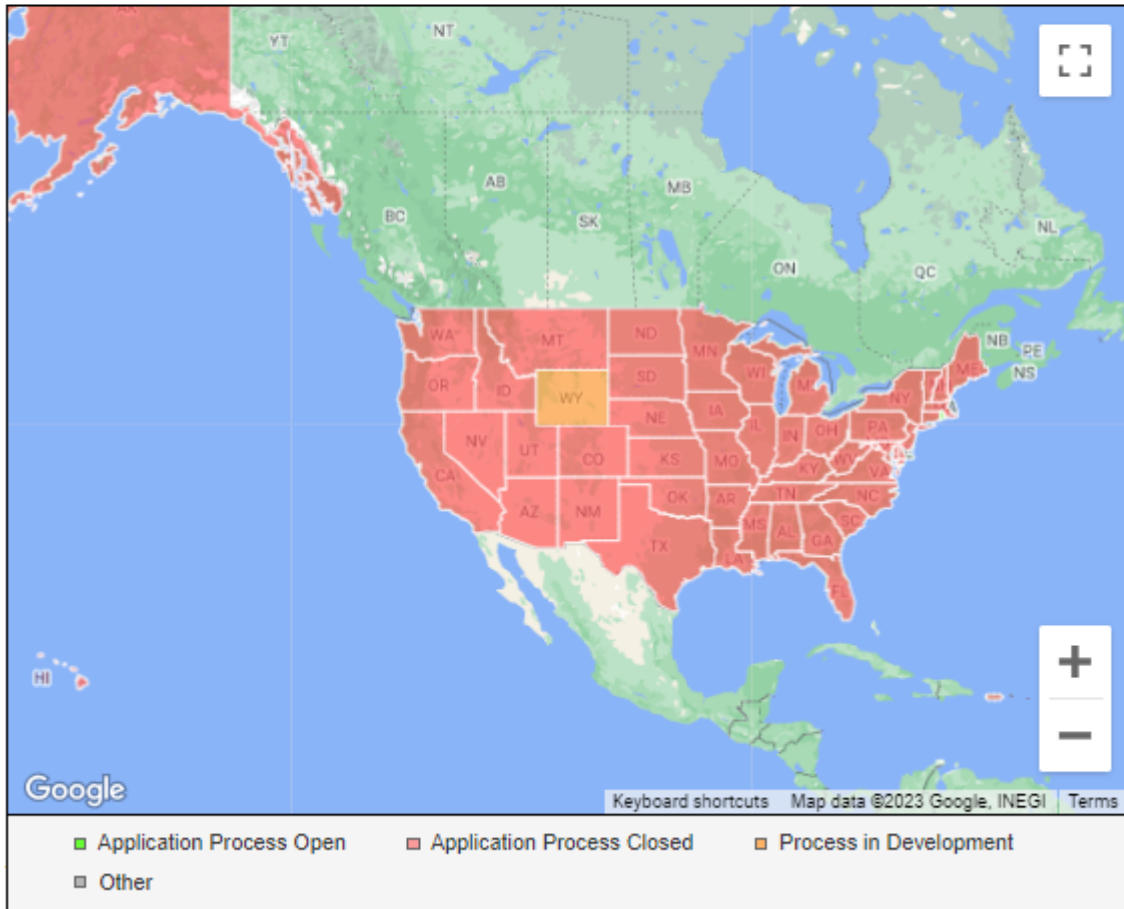 AK
YT
NT
AB
MB
BC
SK
NL
ON
QC
WA
MT
ND
MN
NB
PE
NS
OR
ID
SD
WI
ME
WY
NY
NV
UT
NE
IA
IL
IN
OH
PA
CA
CO
KS
MO
KY
WV
VA
AZ
NM
OK
AR
TN
NC
TX
MS
AL
GA
SC
LA
FL
HI
Google
Keyboard shortcuts Map data ©2023 Google, INEGI Terms
Application Process Open Application Process Closed Process in Development
Other